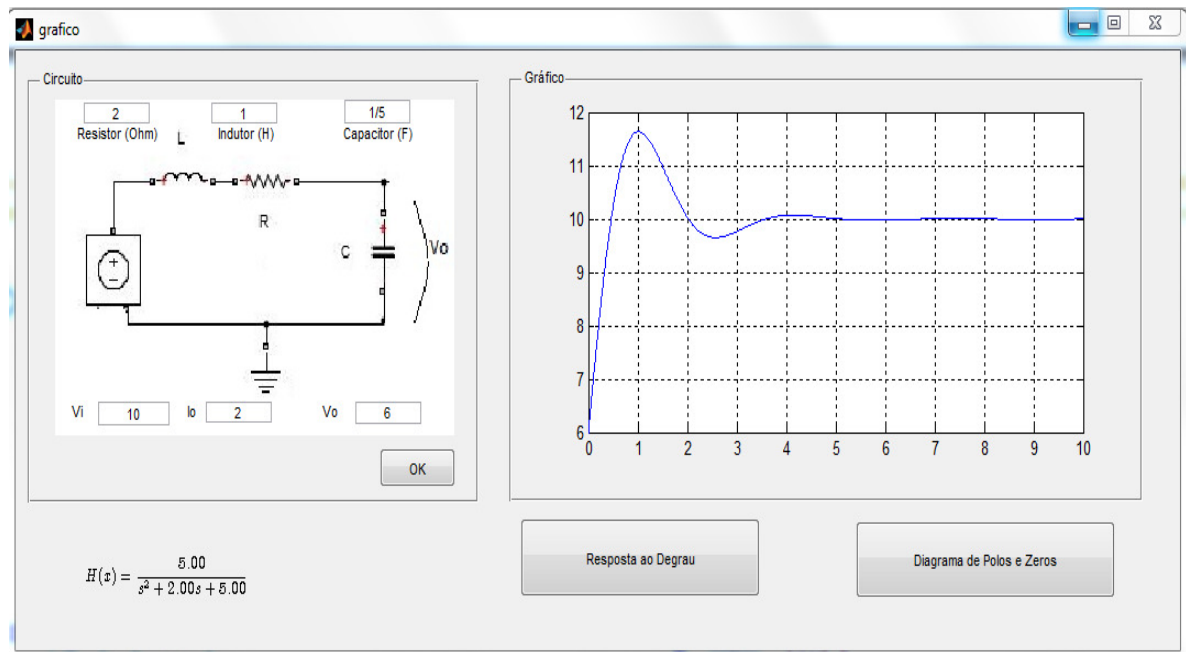 grafico
Circuito
2 1 1/5
Resistor (Ohm) Indutor (H) Capacitor (F)
L
R
C
Vo
+
−
Vi 10 Io 2 Vo 6
OK
H(x) = 5.00 / s² + 2.00s + 5.00
Gráfico
12
11
10
9
8
7
6
0 1 2 3 4 5 6 7 8 9 10
Resposta ao Degrau
Diagrama de Polos e Zeros